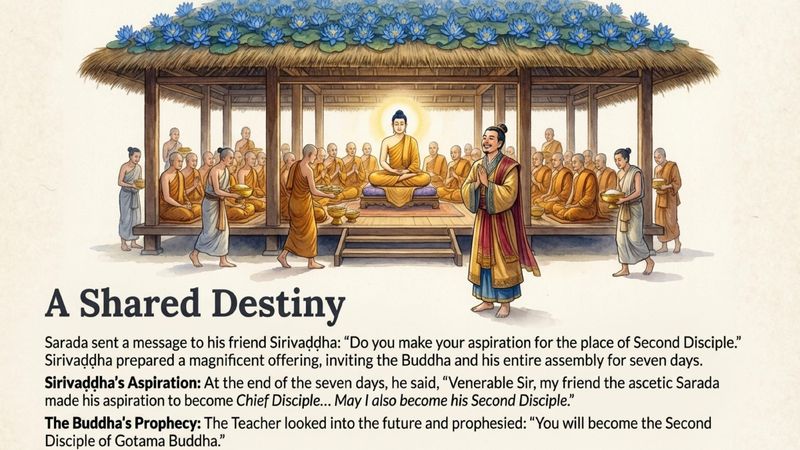 A Shared Destiny
Sarada sent a message to his friend Sirivaḍḍha: “Do you make your aspiration for the place of Second Disciple.”
Sirivaḍḍha prepared a magnificent offering, inviting the Buddha and his entire assembly for seven days.
Sirivaḍḍha’s Aspiration: At the end of the seven days, he said, “Venerable Sir, my friend the ascetic Sarada
made his aspiration to become Chief Disciple… May I also become his Second Disciple.”
The Buddha’s Prophecy: The Teacher looked into the future and prophesied: “You will become the Second
Disciple of Gotama Buddha.”